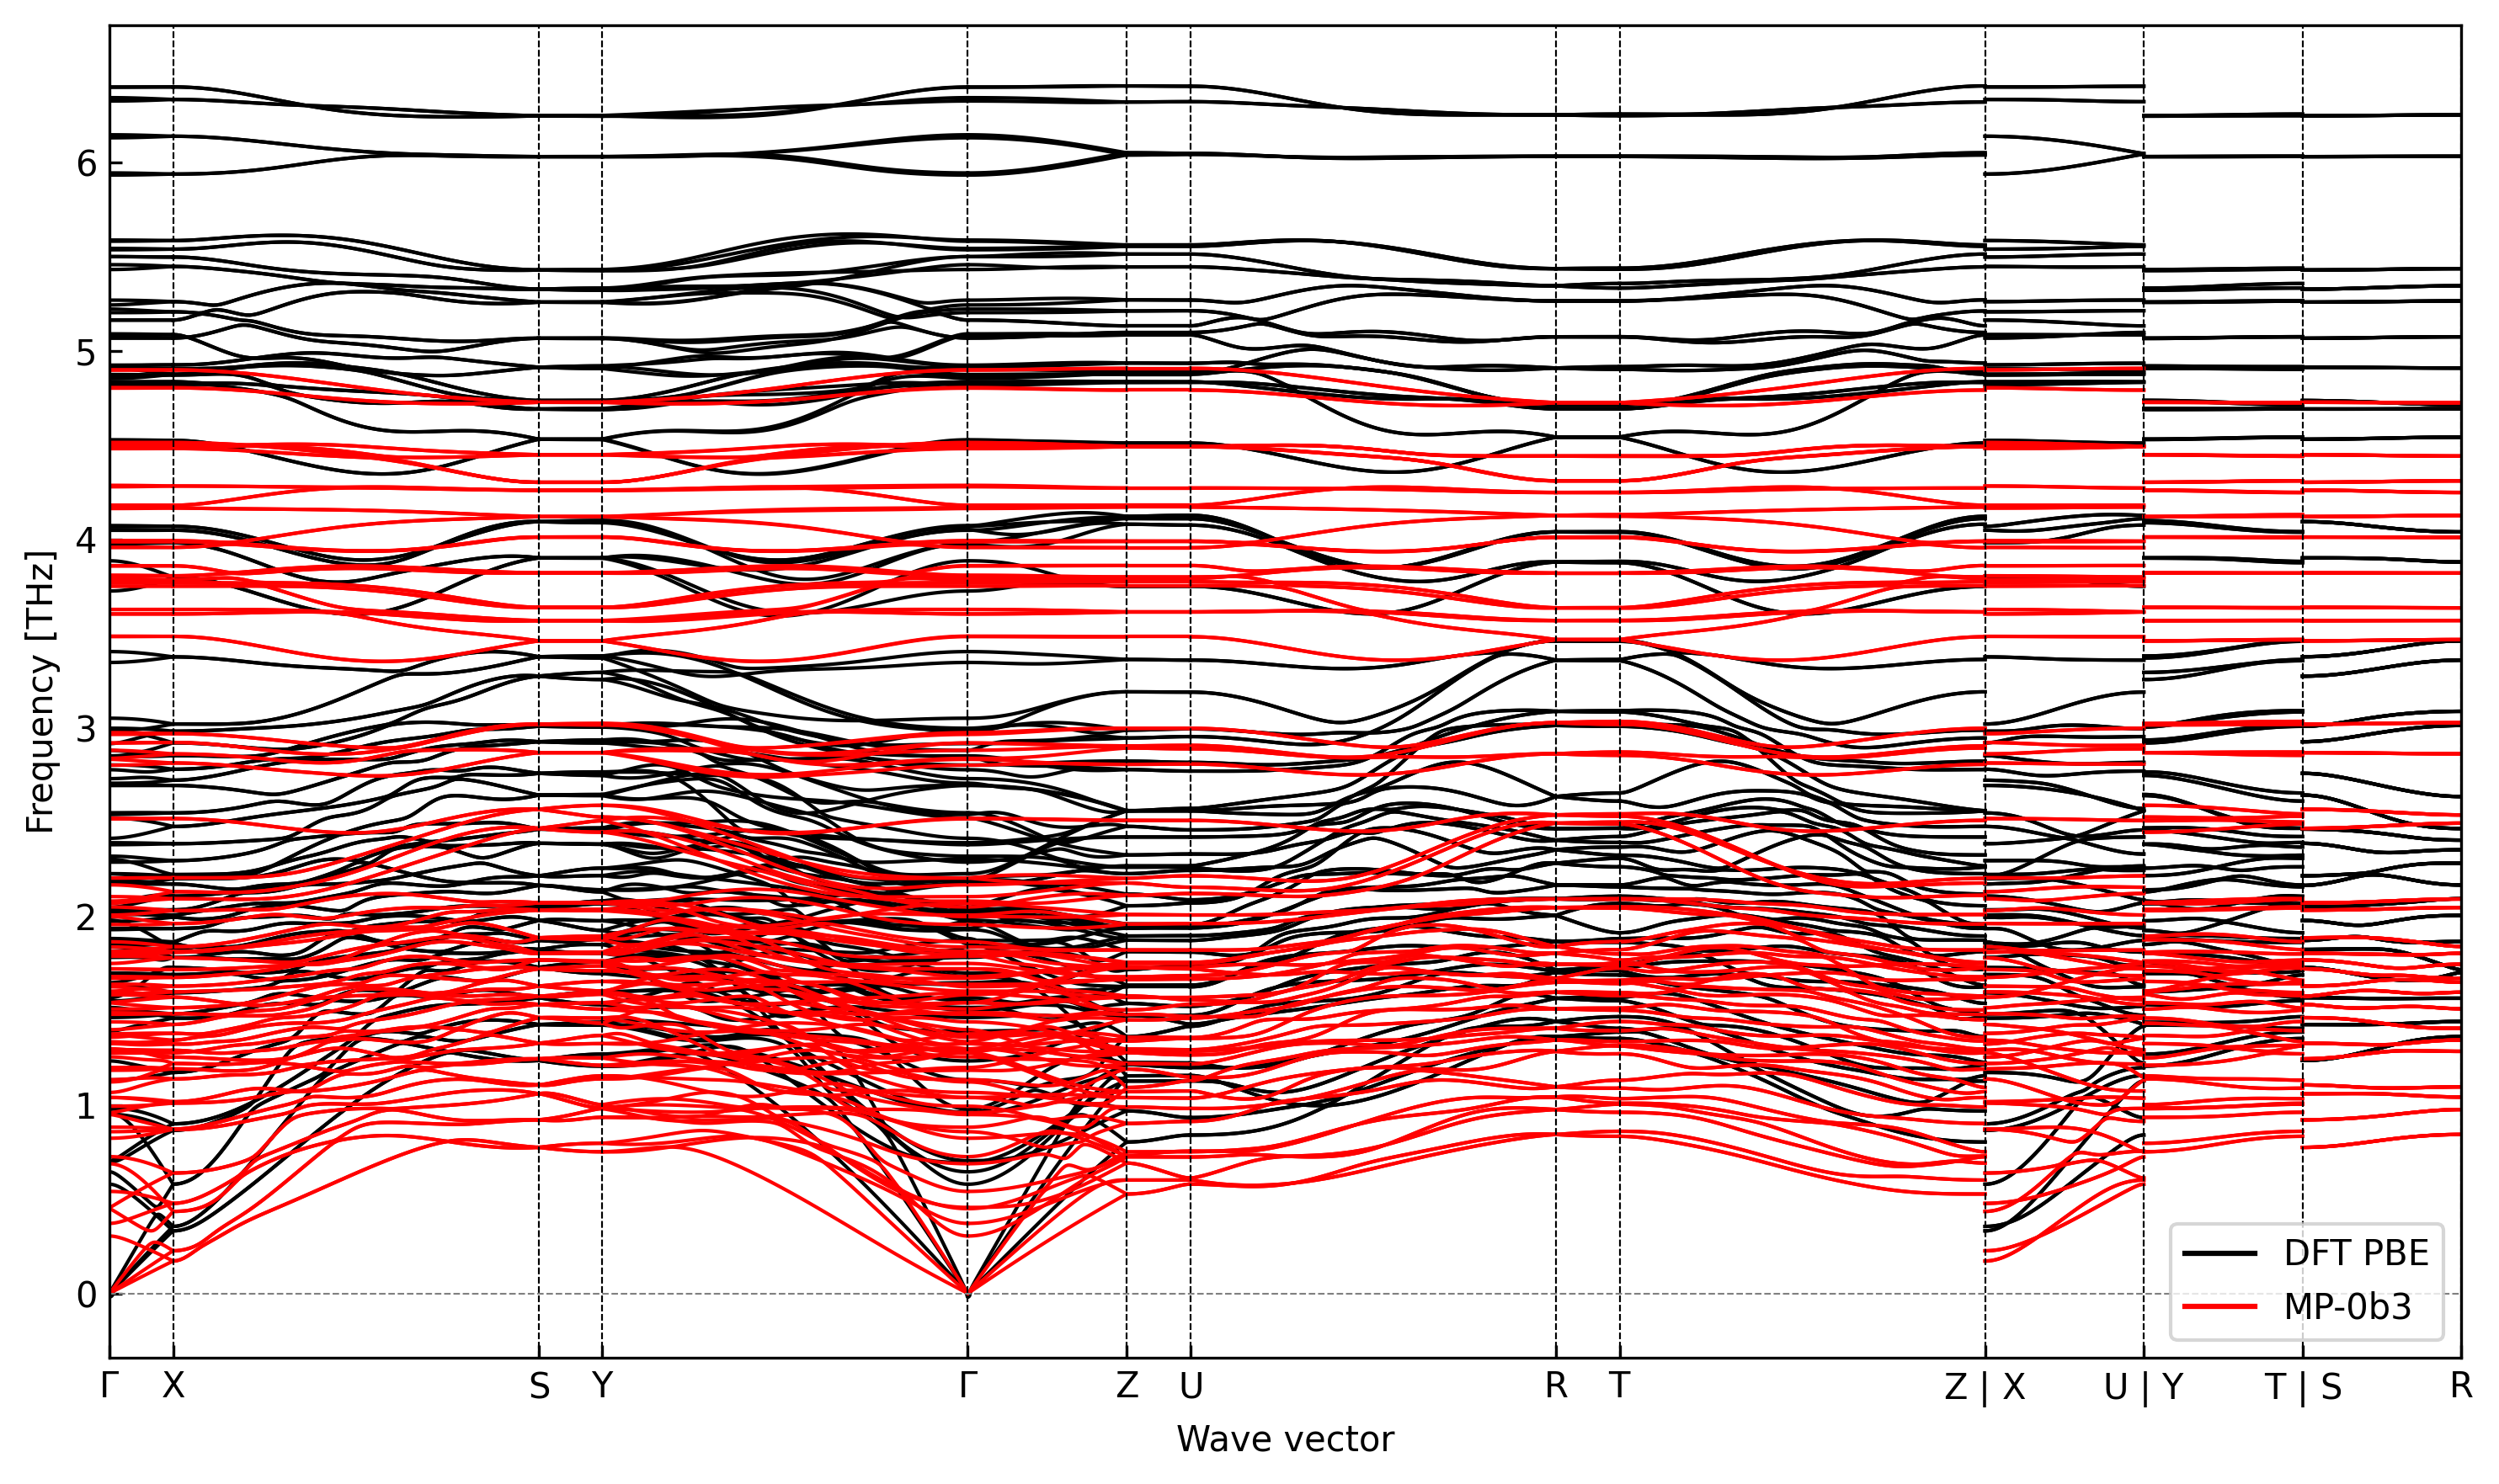 Frequency [THz]
6
5
4
3
2
1
0
DFT PBE
MP-0b3
Γ X S Y Γ Z U R T Z | X U | Y T | S R
Wave vector